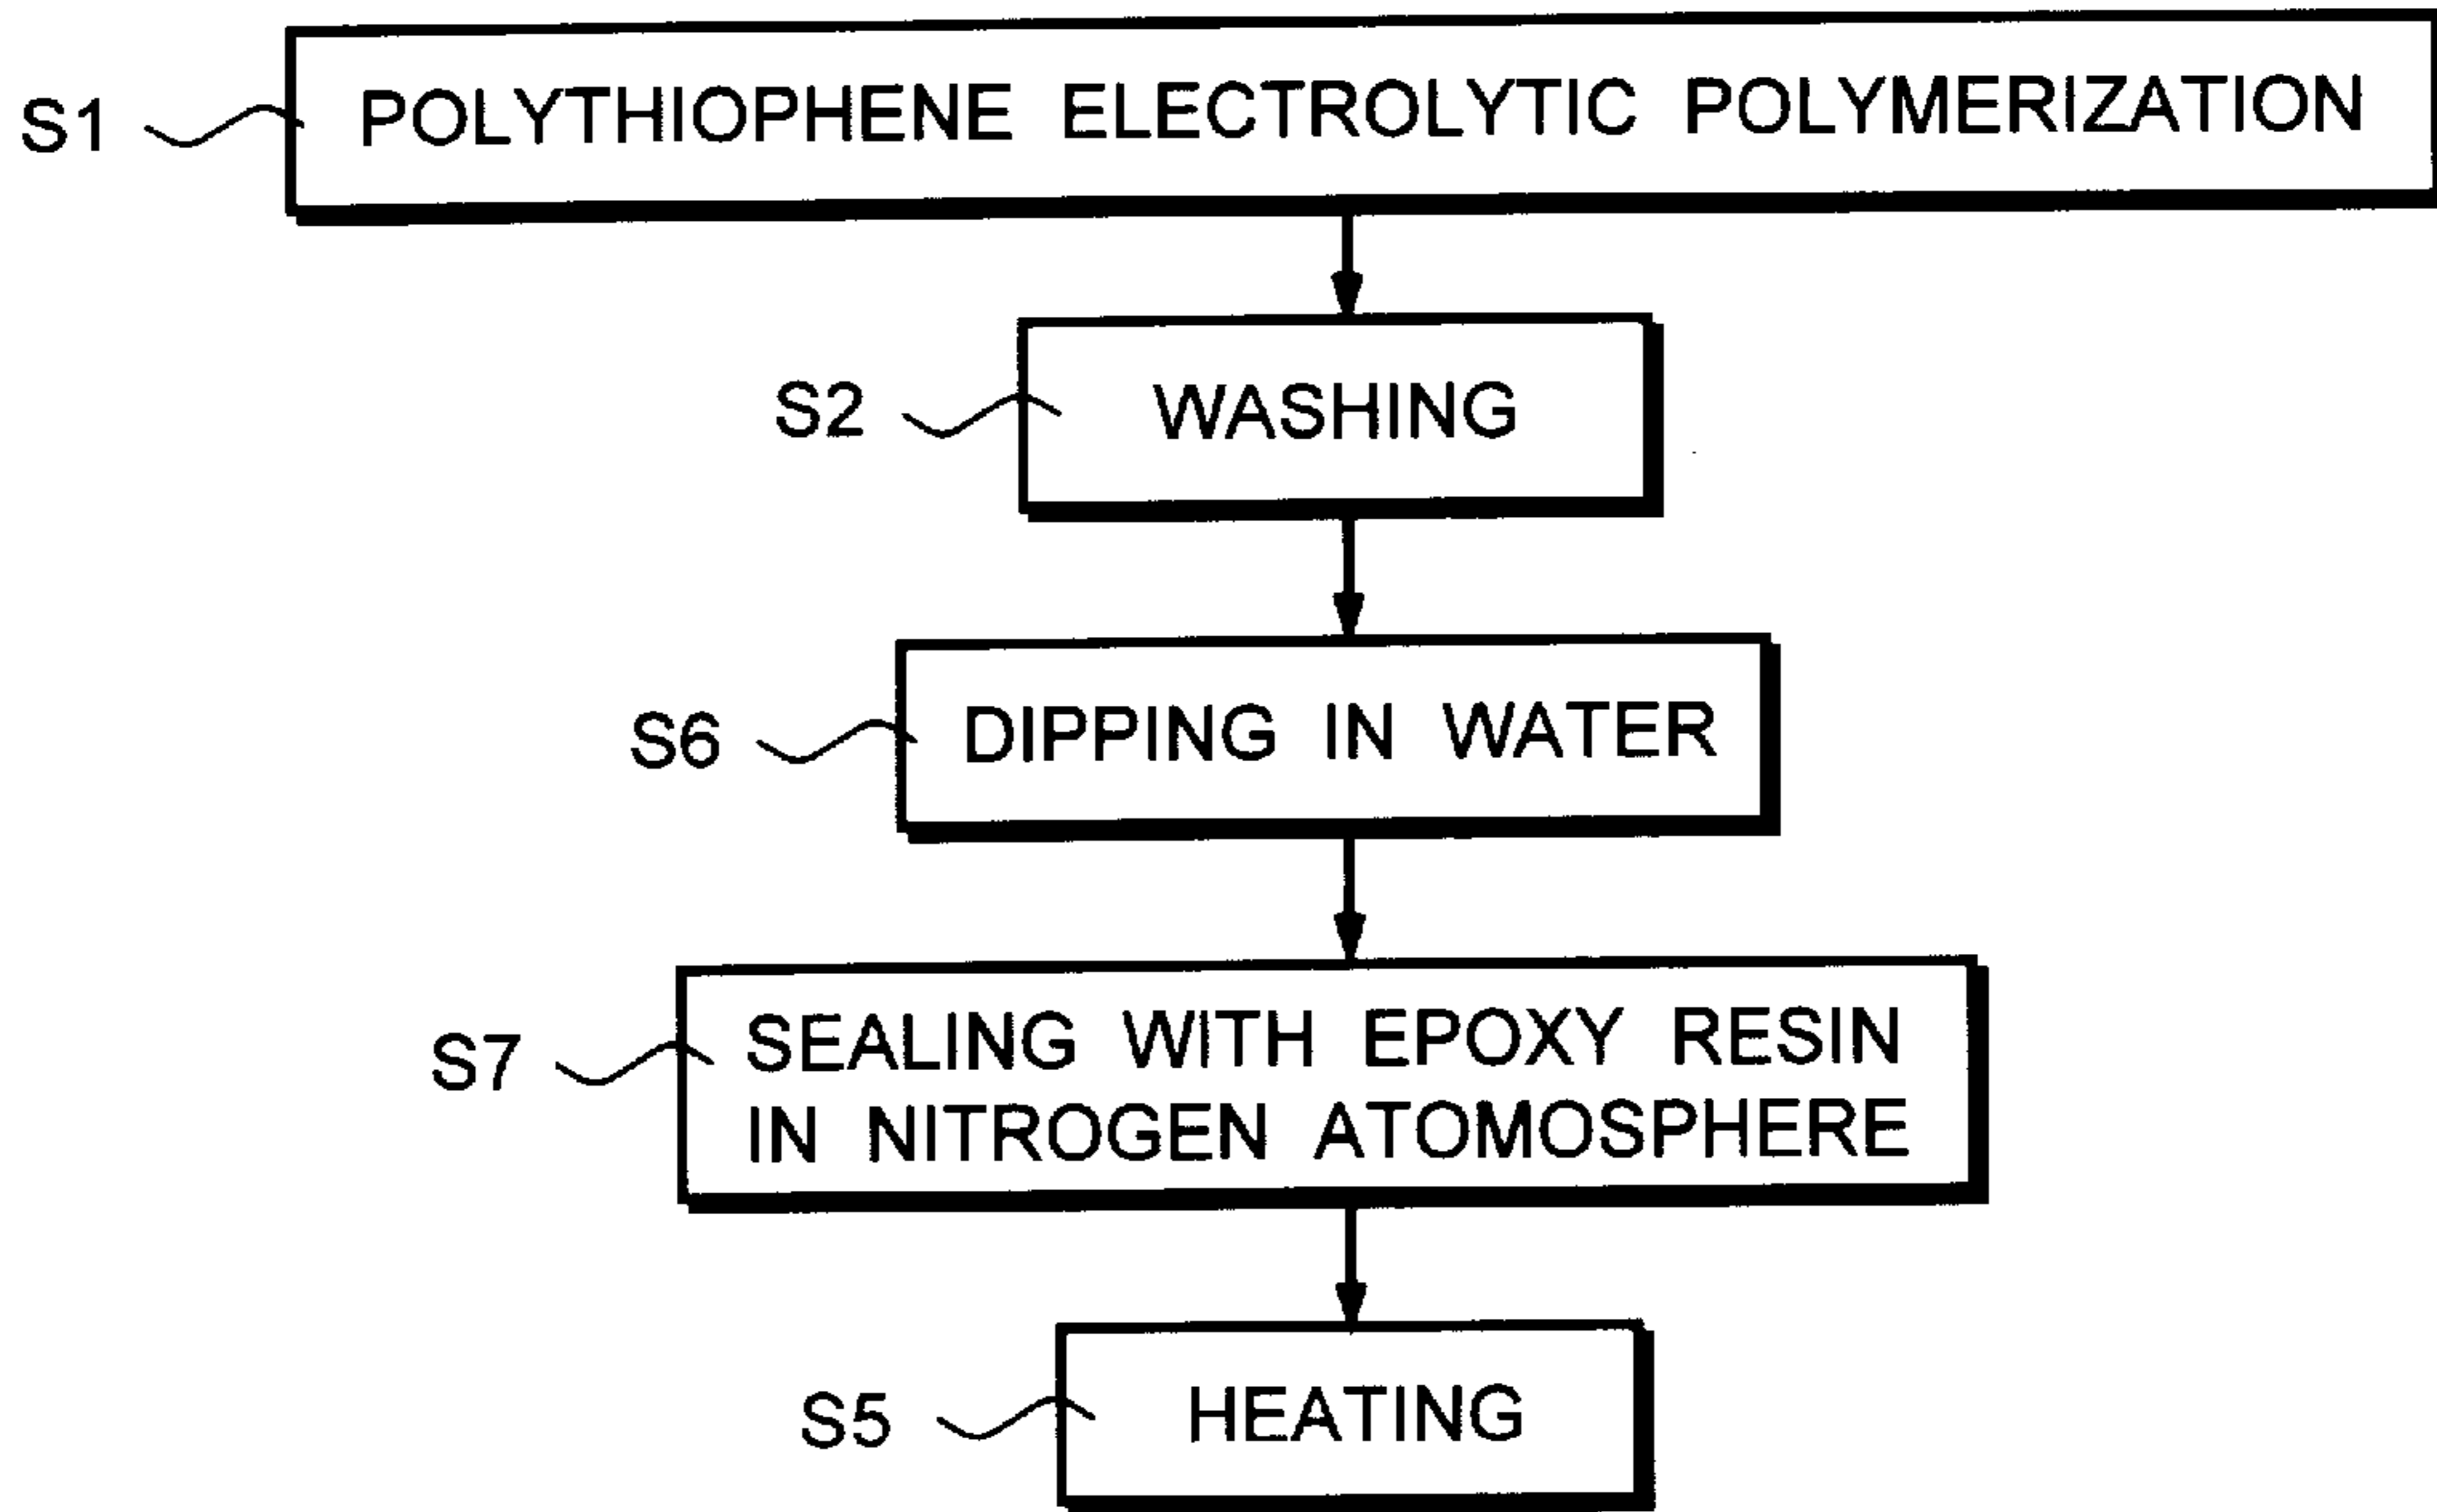 S1 POLYTHIOPHENE ELECTROLYTIC POLYMERIZATION
S2 WASHING
S6 DIPPING IN WATER
S7 SEALING WITH EPOXY RESIN
IN NITROGEN ATOMOSPHERE
S5 HEATING